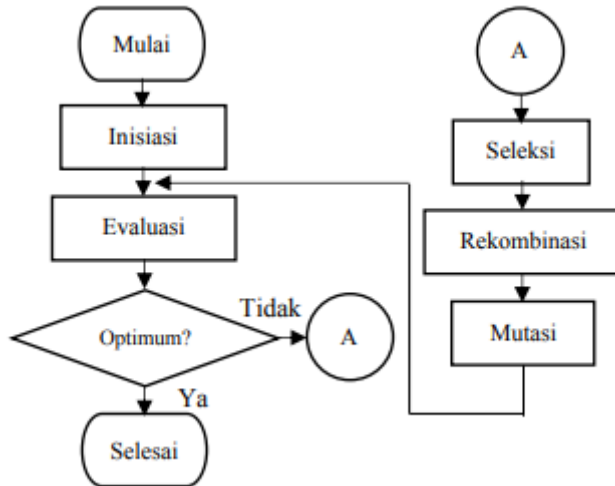 Mulai
Inisiasi
Evaluasi
Optimum?
Tidak
A
Ya
Selesai
A
Seleksi
Rekombinasi
Mutasi